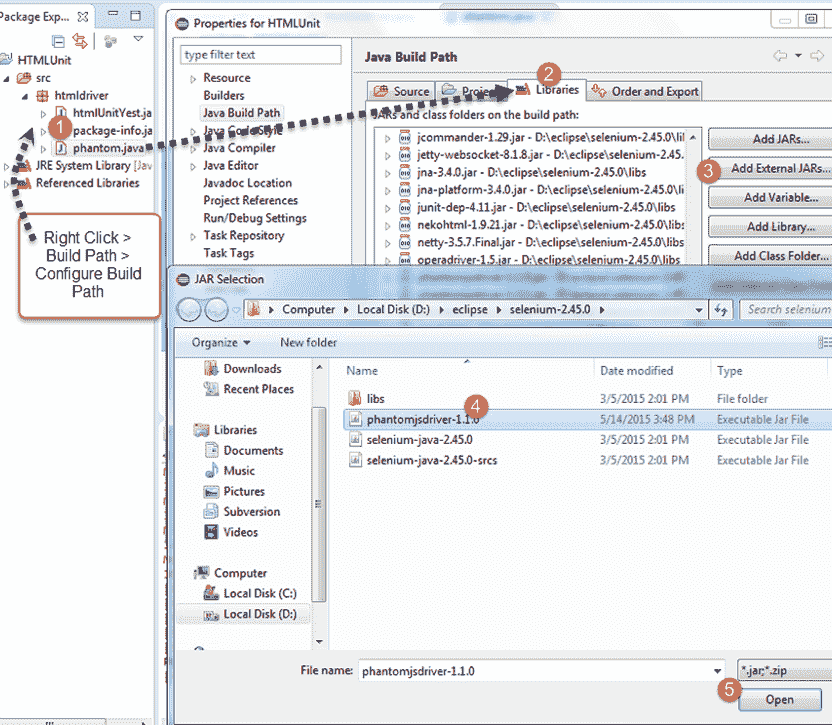 Package Exp...
HTMLUnit
src
htmldriver
htmlUnitYest.ja
1
package-info.ja
phantom.java
JRE System Library [Jav
Referenced Libraries
Right Click >
Build Path >
Configure Build
Path
Properties for HTMLUnit
type filter text
Resource
Builders
Java Build Path
Java Code Style
Java Compiler
Java Editor
Javadoc Location
Project References
Run/Debug Settings
Task Repository
Task Tags
Java Build Path
2
Source
Libraries
Order and Export
JARs and class folders on the build path:
jcommander-1.29.jar - D:\eclipse\selenium-2.45.0\lib
jetty-websocket-8.1.8.jar - D:\eclipse\selenium-2.45.0\
jna-3.4.0.jar - D:\eclipse\selenium-2.45.0\libs
jna-platform-3.4.0.jar - D:\eclipse\selenium-2.45.0\
junit-dep-4.11.jar - D:\eclipse\selenium-2.45.0\libs
nekohtml-1.9.21.jar - D:\eclipse\selenium-2.45.0\libs
netty-3.5.7.Final.jar - D:\eclipse\selenium-2.45.0\libs
operadriver-1.5.jar - D:\eclipse\selenium-2.45.0\libs
Add JARs...
3
Add External JARs...
Add Variable...
Add Library...
Add Class Folder...
JAR Selection
Computer
Local Disk (D:)
eclipse
selenium-2.45.0
Search selenium
Organize
New folder
Downloads
Recent Places
Libraries
Documents
Music
Pictures
Subversion
Videos
Computer
Local Disk (C:)
Local Disk (D:)
Name Date modified Type
libs 3/5/2015 2:01 PM File folder
4
phantomjsdriver-1.1.0 5/14/2015 3:48 PM Executable Jar File
selenium-java-2.45.0 3/5/2015 2:01 PM Executable Jar File
selenium-java-2.45.0-srcs 3/5/2015 2:01 PM Executable Jar File
File name: phantomjsdriver-1.1.0 *.jar;*.zip
5
Open